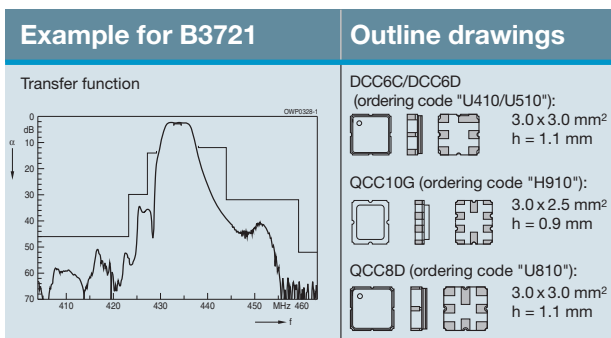 Example for B3721
Transfer function
OWP0328-1
0
dB
α
10
20
30
40
50
60
70
410 420 430 440 450 MHz 460
f
Outline drawings
DCC6C/DCC6D
(ordering code "U410/U510"):
3.0 x 3.0 mm²
h = 1.1 mm
QCC10G (ordering code "H910"):
3.0 x 2.5 mm²
h = 0.9 mm
QCC8D (ordering code "U810"):
3.0 x 3.0 mm²
h = 1.1 mm